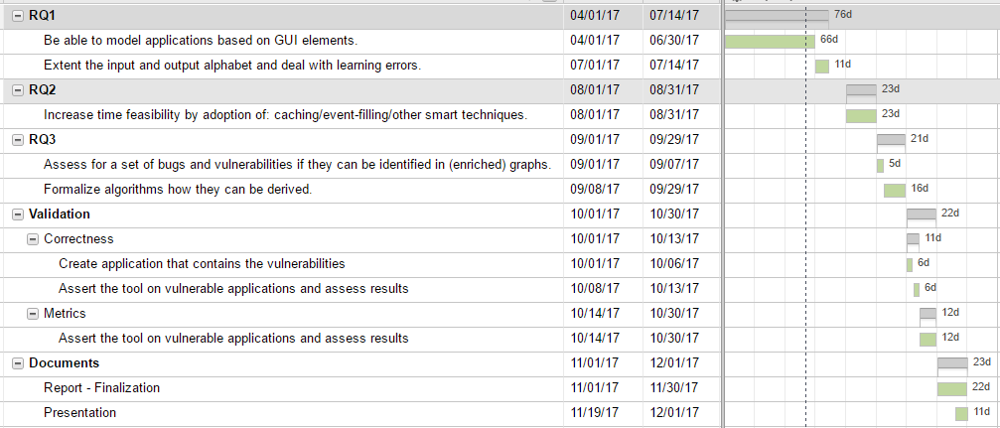 RQ1 04/01/17 07/14/17 76d
Be able to model applications based on GUI elements. 04/01/17 06/30/17 66d
Extent the input and output alphabet and deal with learning errors. 07/01/17 07/14/17 11d
RQ2 08/01/17 08/31/17 23d
Increase time feasibility by adoption of: caching/event-filling/other smart techniques. 08/01/17 08/31/17 23d
RQ3 09/01/17 09/29/17 21d
Assess for a set of bugs and vulnerabilities if they can be identified in (enriched) graphs. 09/01/17 09/07/17 5d
Formalize algorithms how they can be derived. 09/08/17 09/29/17 16d
Validation 10/01/17 10/30/17 22d
Correctness 10/01/17 10/13/17 11d
Create application that contains the vulnerabilities 10/01/17 10/06/17 6d
Assert the tool on vulnerable applications and assess results 10/08/17 10/13/17 6d
Metrics 10/14/17 10/30/17 12d
Assert the tool on vulnerable applications and assess results 10/14/17 10/30/17 12d
Documents 11/01/17 12/01/17 23d
Report - Finalization 11/01/17 11/30/17 22d
Presentation 11/19/17 12/01/17 11d